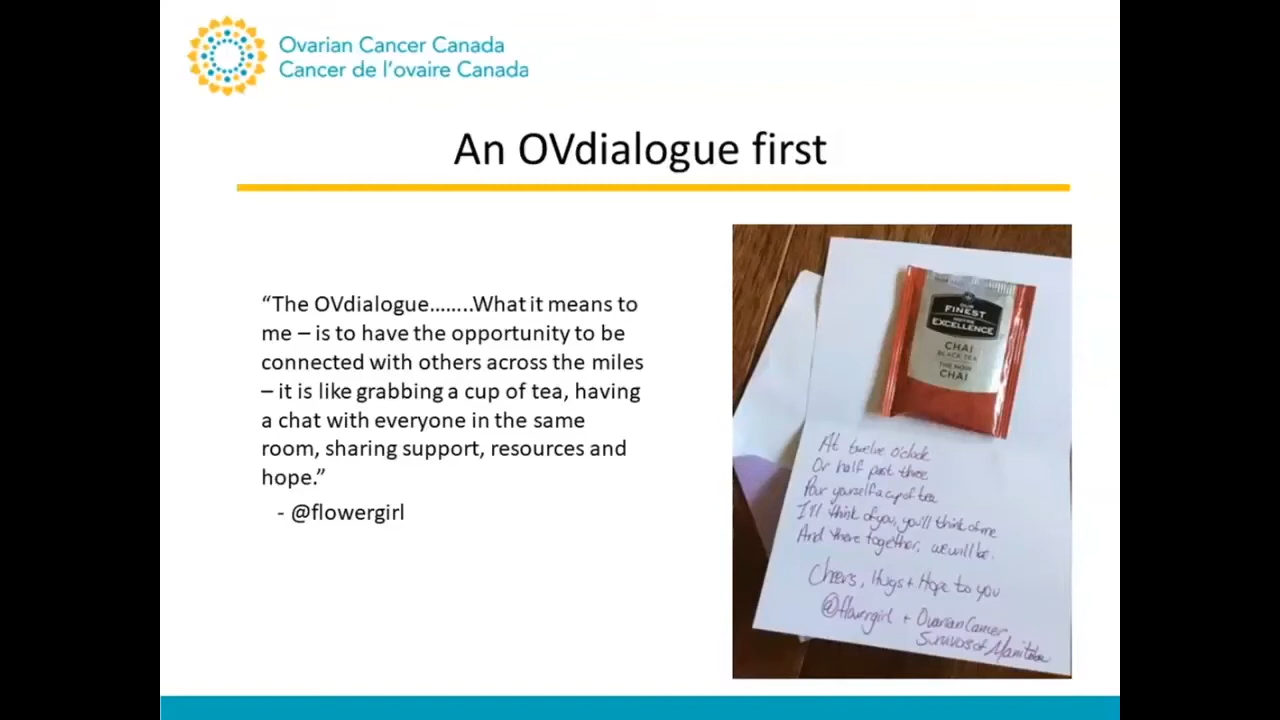 Ovarian Cancer Canada
Cancer de l'ovaire Canada
An OVdialogue first
“The OVdialogue........What it means to
me – is to have the opportunity to be
connected with others across the miles
– it is like grabbing a cup of tea, having
a chat with everyone in the same
room, sharing support, resources and
hope.”
- @flowergirl
OUR
FINEST
NOTRE
EXCELLENCE
CHAI
BLACK TEA
THÉ NOIR
CHAI
At twelve o'clock
Or half past three
Pour yourself a cup of tea
I'll think of you, you'll think of me
And there together, we will be.
Cheers, Hugs + Hope to you
@flowergirl + Ovarian Cancer
of Manitoba